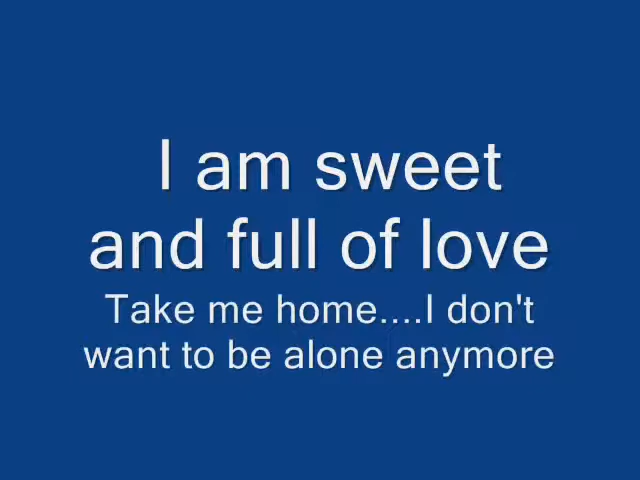 I am sweet
and full of love
Take me home....I don't
want to be alone anymore